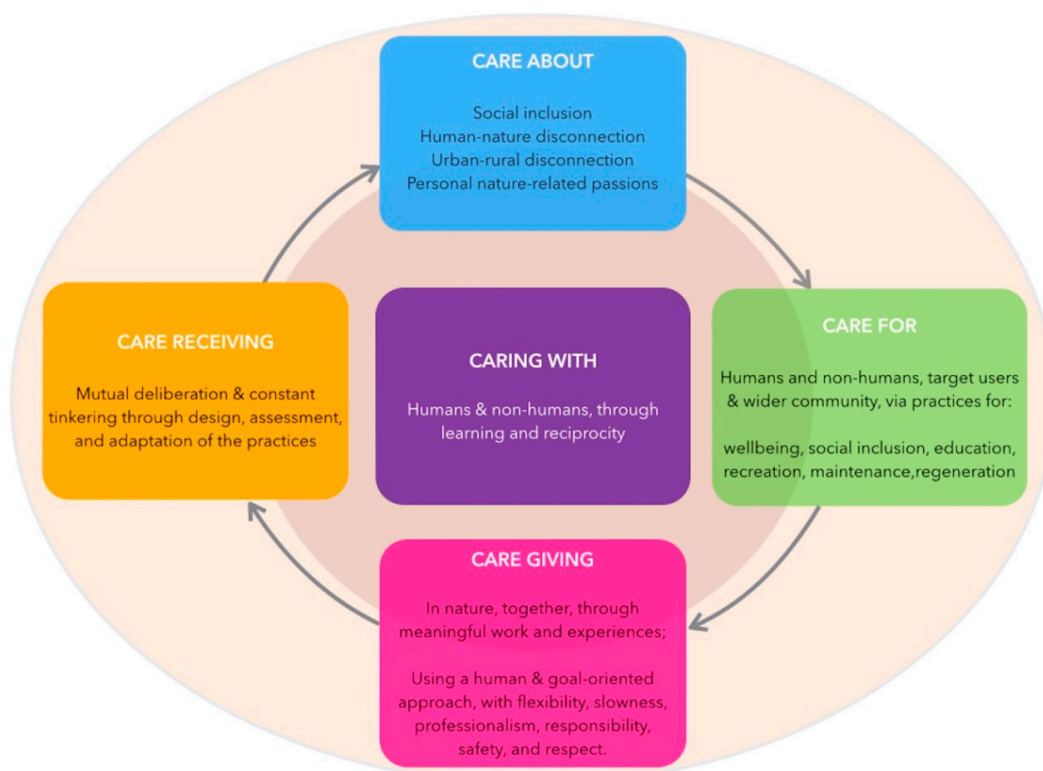 CARE ABOUT
Social inclusion
Human-nature disconnection
Urban-rural disconnection
Personal nature-related passions
CARE RECEIVING
Mutual deliberation & constant
tinkering through design, assessment,
and adaptation of the practices
CARING WITH
Humans & non-humans, through
learning and reciprocity
CARE FOR
Humans and non-humans, target users
& wider community, via practices for:
wellbeing, social inclusion, education,
recreation, maintenance,regeneration
CARE GIVING
In nature, together, through
meaningful work and experiences;
Using a human & goal-oriented
approach, with flexibility, slowness,
professionalism, responsibility,
safety, and respect.